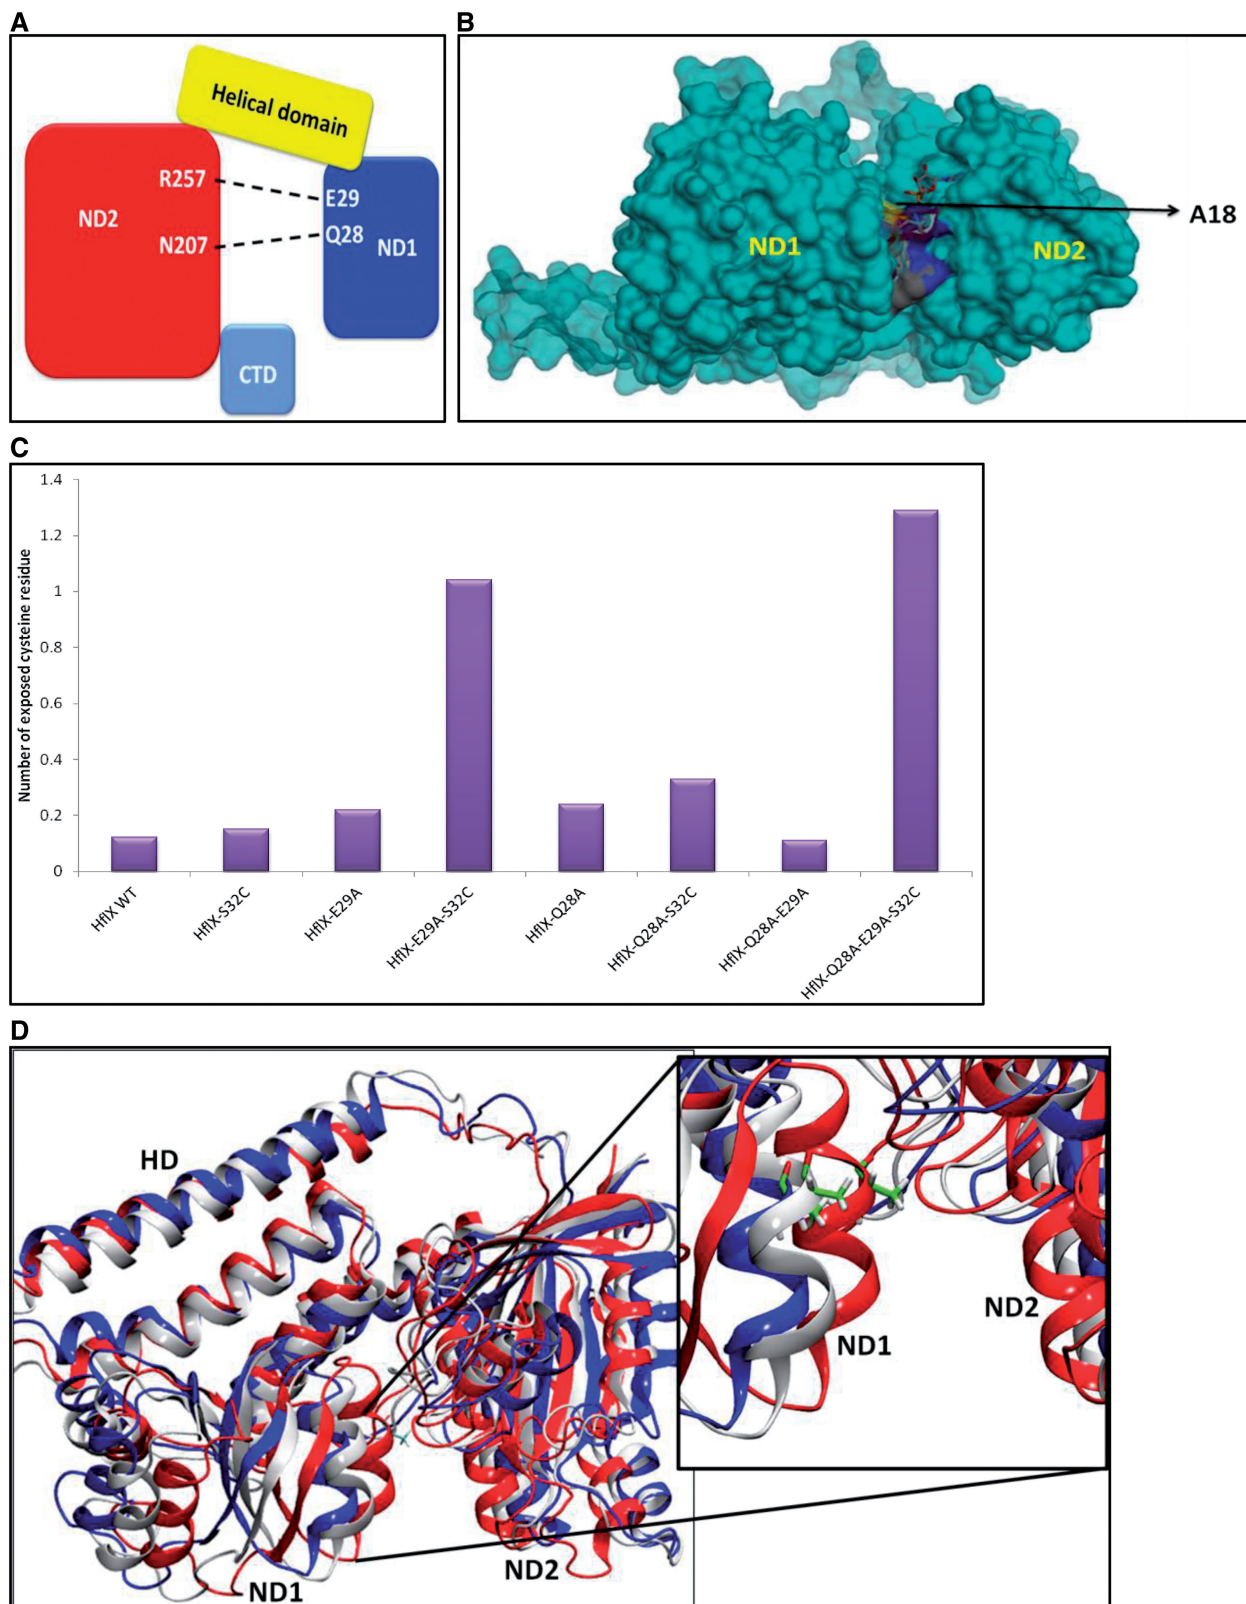 A
Helical domain
R257
E29
ND2
Q28
N207
ND1
CTD
B
A18
ND1
ND2
C
Number of exposed cysteine residue
1.4
1.2
1
0.8
0.6
0.4
0.2
0
HflX WT
HflX-S32C
HflX-E29A
HflX-E29A-S32C
HflX-Q28A
HflX-Q28A-S32C
HflX-Q28A-E29A
HflX-Q28A-E29A-S32C
D
HD
ND2
ND1
ND2
ND1